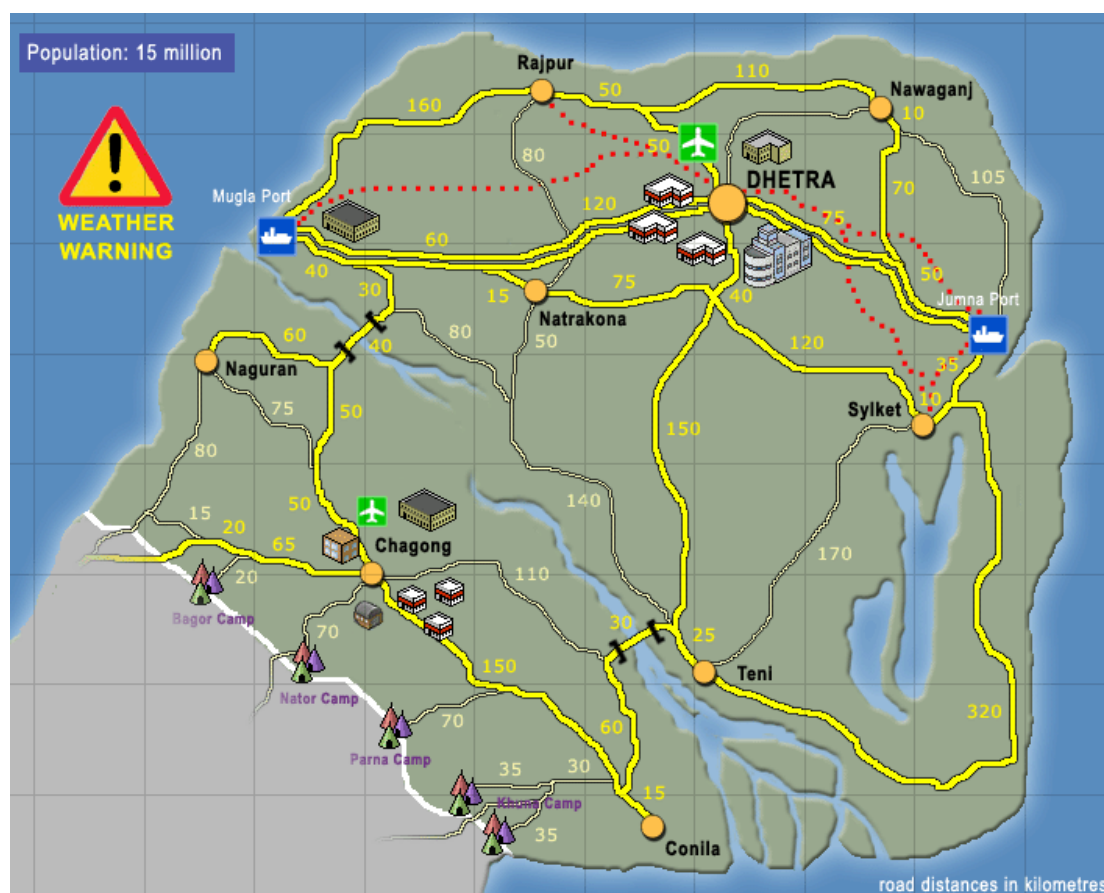 Population: 15 million
Rajpur
50
110
Nawaganj
160
10
50
80
DHETRA
105
WEATHER
WARNING
Mugla Port
120
70
75
60
50
40
30
15
75
40
Jumna Port
Natrakona
60
40
80
50
120
35
Naguran
10
Sylket
75
50
150
80
50
140
15
20
65
Chagong
170
20
110
Bagor Camp
70
30
25
150
Teni
Nator Camp
70
60
320
Parna Camp
35
30
Khuna Camp
15
35
Conila
road distances in kilometres